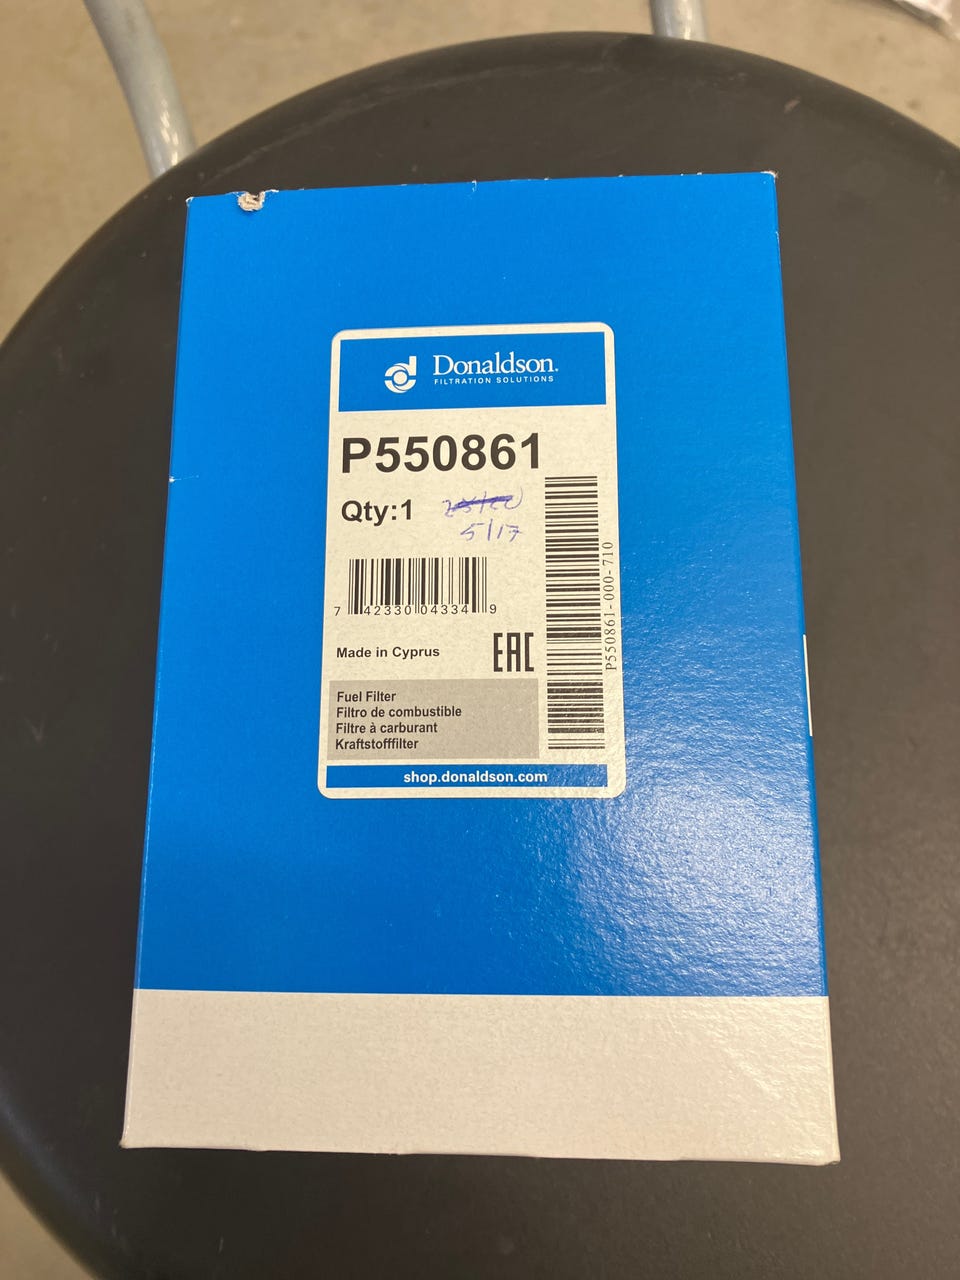 Donaldson.
FILTRATION SOLUTIONS
P550861
Qty:1
5/17
7 42330 04334 9
P550861-000-710
Made in Cyprus
EAC
Fuel Filter
Filtro de combustible
Filtre à carburant
Kraftstofffilter
shop.donaldson.com